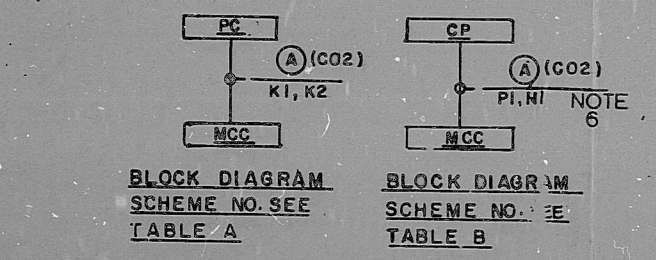 PC
A (CO2)
K1, K2
MCC
BLOCK DIAGRAM
SCHEME NO. SEE
TABLE A
CP
A (CO2)
P1, H1 NOTE
6
MCC
BLOCK DIAGRAM
SCHEME NO.
TABLE B